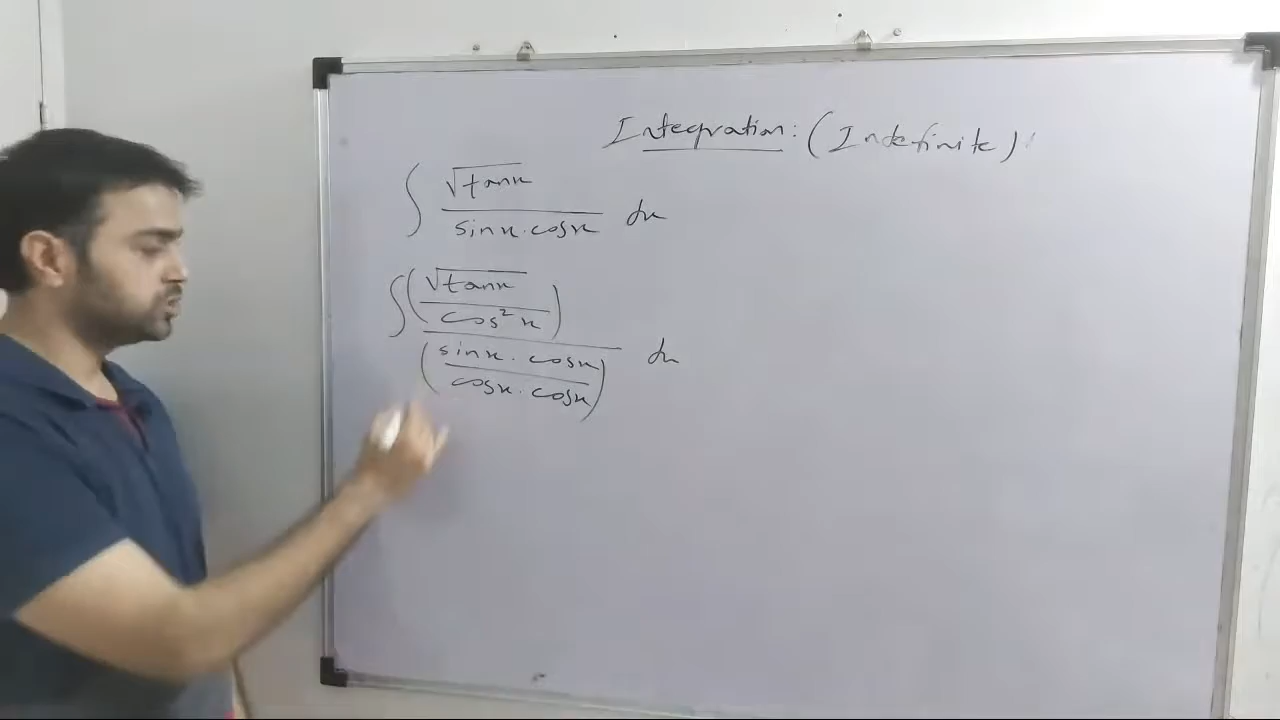 Integration: (Indefinite)
∫ √tanx / sinx.cosx dx
∫ (√tanx / cos²x) / (sinx.cosx / cosx.cosx) dx